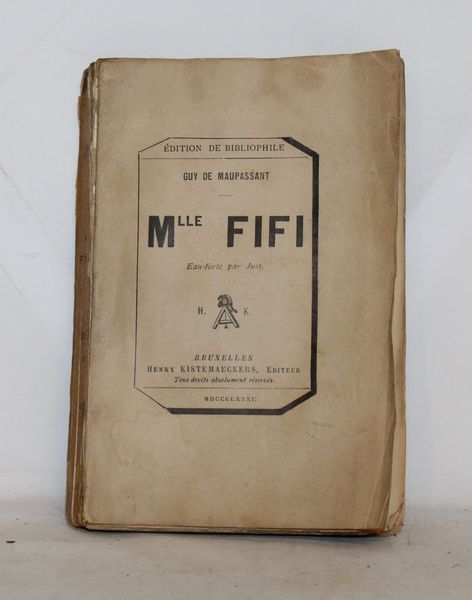 ÉDITION DE BIBLIOPHILE
GUY DE MAUPASSANT
MLLE FIFI
Eau-forte par Just.
H. K.
BRUXELLES
HENRY KISTEMAECKERS, EDITEUR
Tous droits absolument réservés.
MDCCCLXXXII